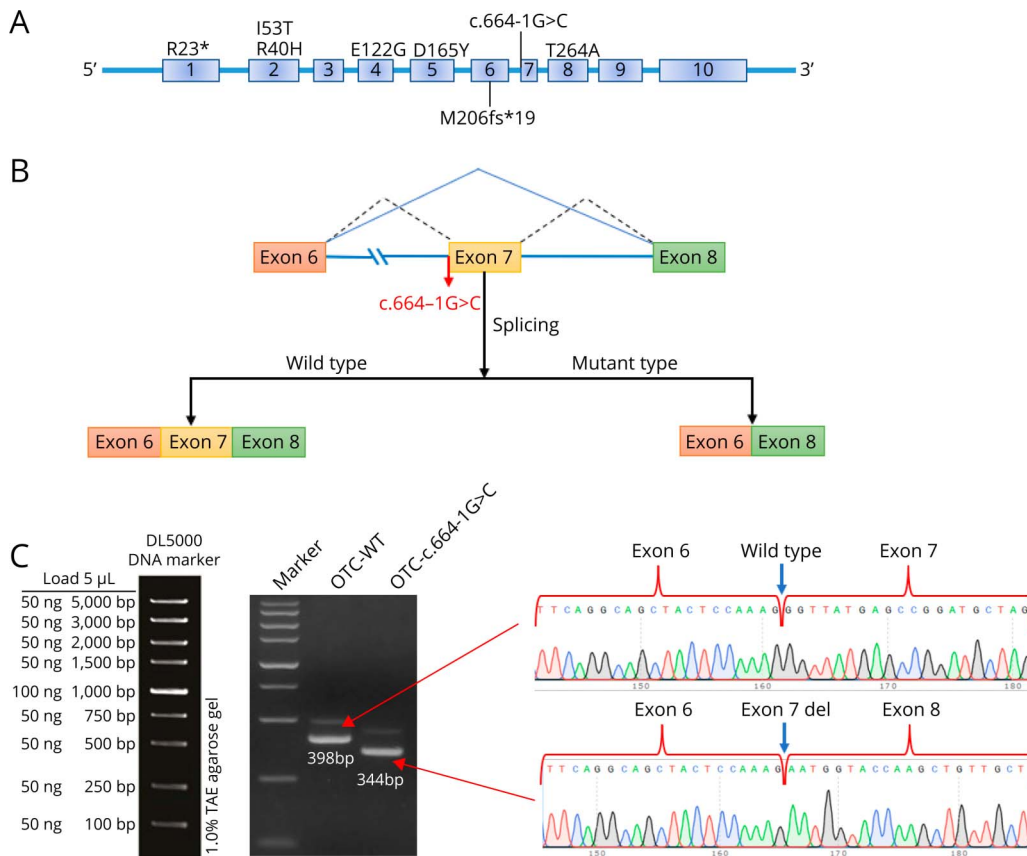 A
c.664-1G>C
I53T
R23* R40H E122G D165Y T264A
5’ 1 2 3 4 5 6 7 8 9 10 3’
M206fs*19
B
Exon 6 Exon 7 Exon 8
c.664–1G>C
Splicing
Wild type Mutant type
Exon 6 Exon 7 Exon 8
Exon 6 Exon 8
C
DL5000
DNA marker
Load 5 µL
50 ng 5,000 bp
50 ng 3,000 bp
50 ng 2,000 bp
50 ng 1,500 bp
100 ng 1,000 bp
50 ng 750 bp
50 ng 500 bp
50 ng 250 bp
50 ng 100 bp
1.0% TAE agarose gel
Marker
OTC-WT
OTC-c.664-1G>C
398bp
344bp
Exon 6 Wild type Exon 7
TTCAGGCAGCTACTCCAAAGGGTTATGAGCCGGATGCTAG
150 160 170 180
Exon 6 Exon 7 del Exon 8
TTCAGGCAGCTACTCCAAAGAATGGTACCAAGCTGTTGCT
150 160 170 180